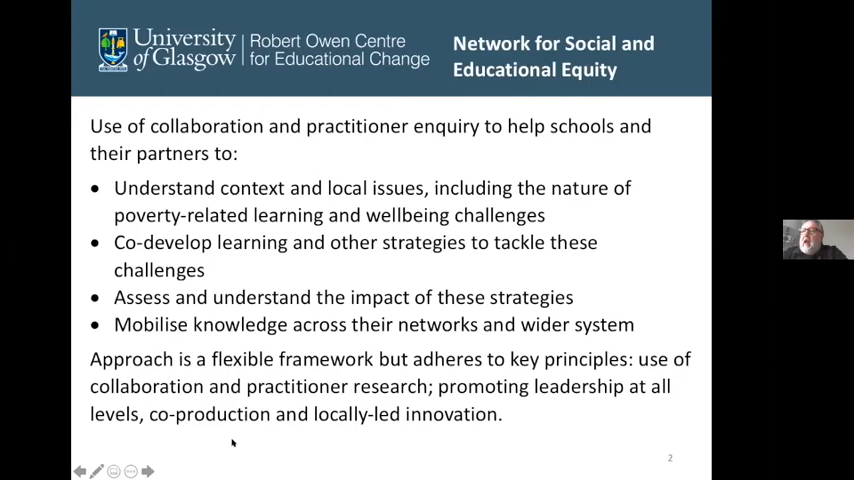 University
of Glasgow
Robert Owen Centre
for Educational Change
Network for Social and
Educational Equity
Use of collaboration and practitioner enquiry to help schools and
their partners to:
• Understand context and local issues, including the nature of
poverty-related learning and wellbeing challenges
• Co-develop learning and other strategies to tackle these
challenges
• Assess and understand the impact of these strategies
• Mobilise knowledge across their networks and wider system
Approach is a flexible framework but adheres to key principles: use of
collaboration and practitioner research; promoting leadership at all
levels, co-production and locally-led innovation.
2